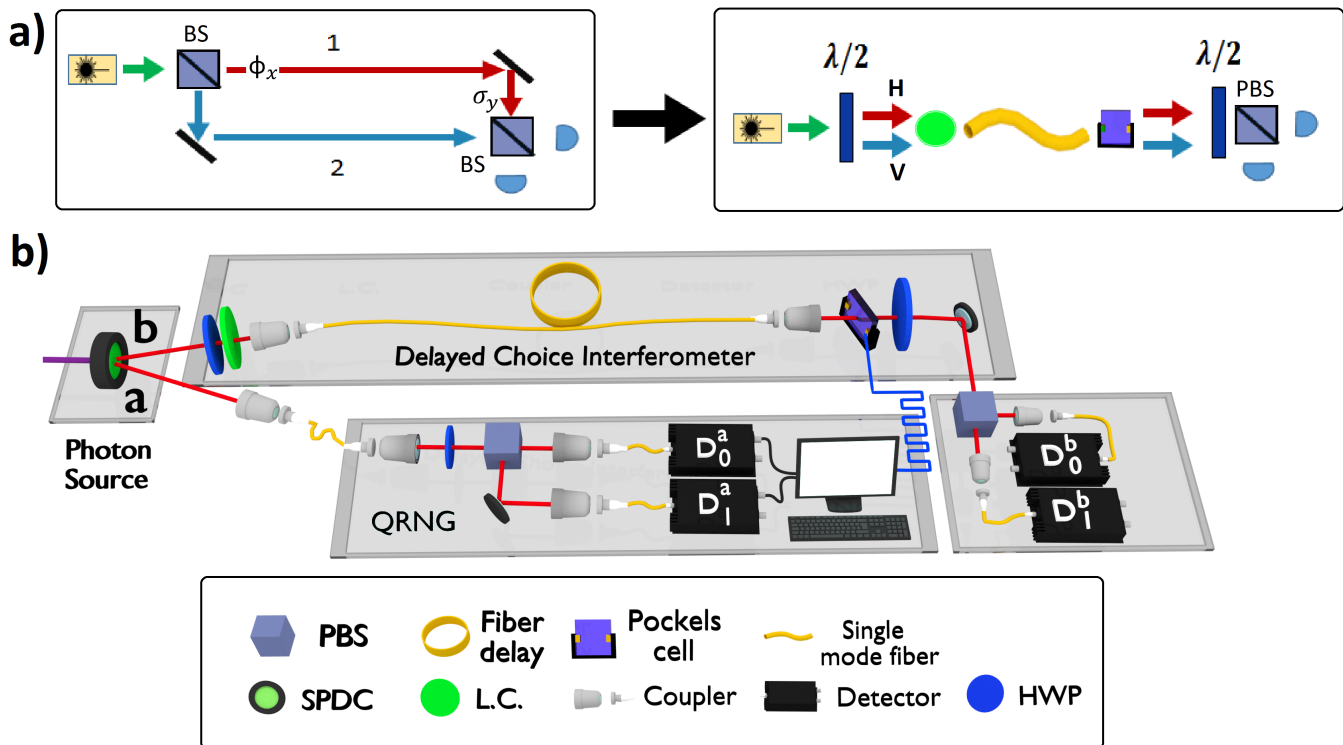 a)
BS
1
ϕx
σy
2
BS
λ/2
H
V
λ/2
PBS
b)
b
a
Photon
Source
Delayed Choice Interferometer
QRNG
D0a
D1a
D0b
D1b
PBS
Fiber
delay
Pockels
cell
Single
mode fiber
SPDC
L.C.
Coupler
Detector
HWP